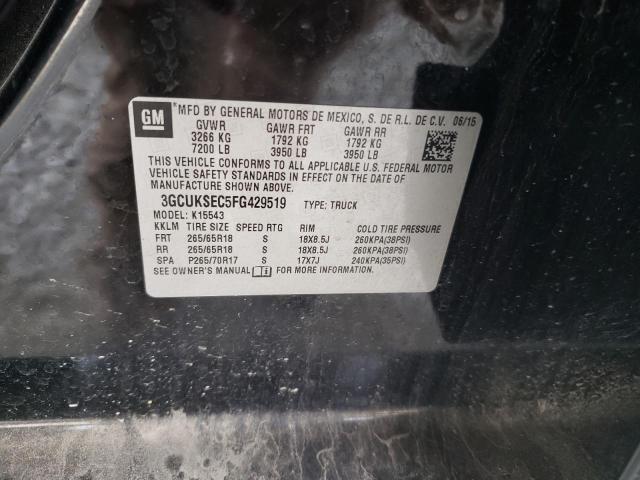 GM *MFD BY GENERAL MOTORS DE MEXICO, S. DE R.L. DE C.V. 06/15
GVWR GAWR FRT GAWR RR
3266 KG 1792 KG 1792 KG
7200 LB 3950 LB 3950 LB
THIS VEHICLE CONFORMS TO ALL APPLICABLE U.S. FEDERAL MOTOR
VEHICLE SAFETY STANDARDS IN EFFECT ON THE DATE OF
MANUFACTURE SHOWN ABOVE.
3GCUKSEC5FG429519 TYPE: TRUCK
MODEL: K15543
KKLM TIRE SIZE SPEED RTG RIM COLD TIRE PRESSURE
FRT 265/65R18 S 18X8.5J 260KPA(38PSI)
RR 265/65R18 S 18X8.5J 260KPA(38PSI)
SPA P265/70R17 S 17X7J 240KPA(35PSI)
SEE OWNER'S MANUAL FOR MORE INFORMATION.